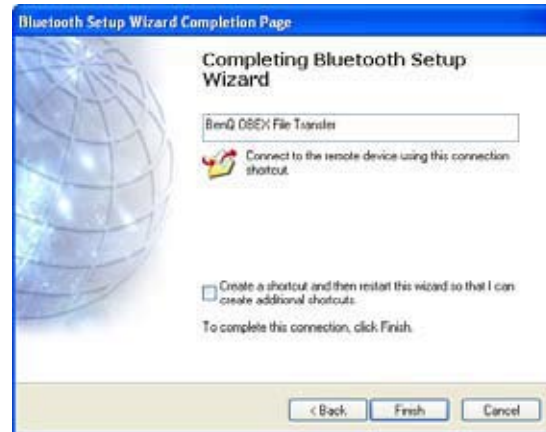 Bluetooth Setup Wizard Completion Page
Completing Bluetooth Setup
Wizard
BenQ OBEX File Transfer
Connect to the remote device using this connection
shortcut.
Create a shortcut and then restart this wizard so that I can
create additional shortcuts.
To complete this connection, click Finish.
< Back
Finish
Cancel